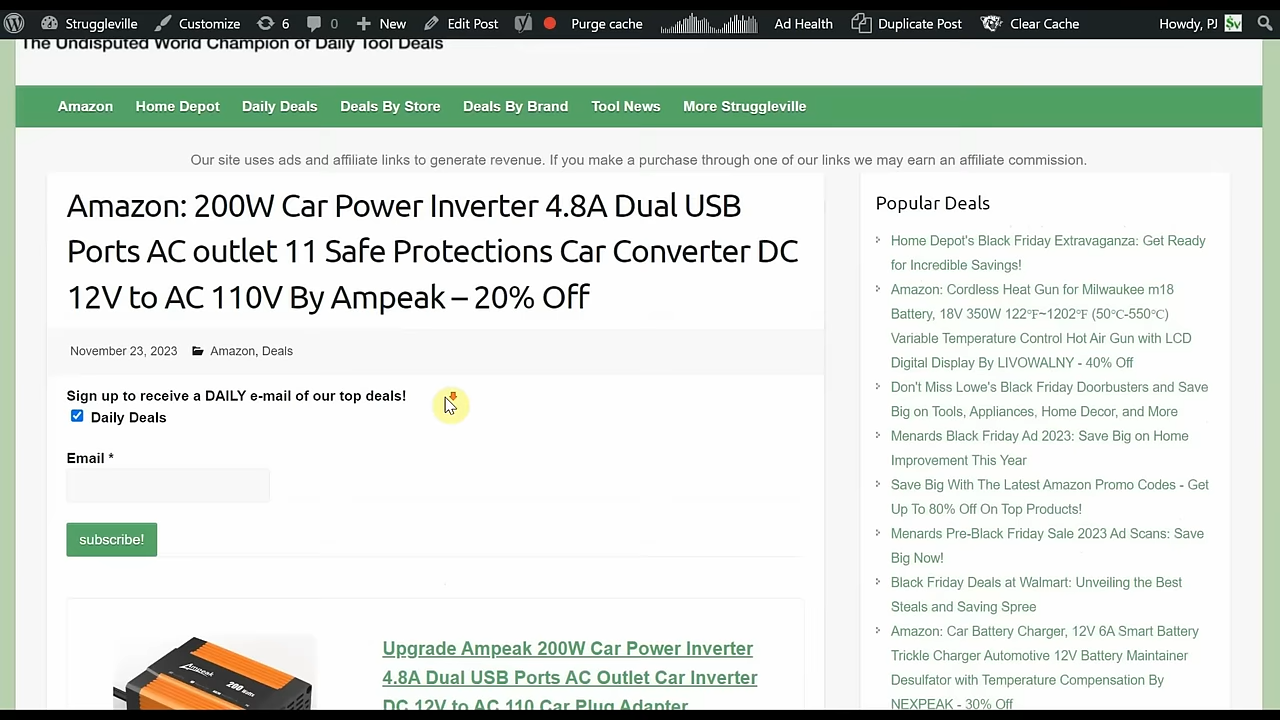 Struggleville Customize 6 0 New Edit Post Purge cache Ad Health Duplicate Post Clear Cache Howdy, PJ
The Undisputed World Champion of Daily Tool Deals
Amazon Home Depot Daily Deals Deals By Store Deals By Brand Tool News More Struggleville
Our site uses ads and affiliate links to generate revenue. If you make a purchase through one of our links we may earn an affiliate commission.
Amazon: 200W Car Power Inverter 4.8A Dual USB
Ports AC outlet 11 Safe Protections Car Converter DC
12V to AC 110V By Ampeak – 20% Off
November 23, 2023 Amazon, Deals
Sign up to receive a DAILY e-mail of our top deals!
Daily Deals
Email *
subscribe!
Ampeak
200 watts
Upgrade Ampeak 200W Car Power Inverter
4.8A Dual USB Ports AC Outlet Car Inverter
DC 12V to AC 110 Car Plug Adapter
Popular Deals
Home Depot's Black Friday Extravaganza: Get Ready
for Incredible Savings!
Amazon: Cordless Heat Gun for Milwaukee m18
Battery, 18V 350W 122℉~1202℉ (50℃-550℃)
Variable Temperature Control Hot Air Gun with LCD
Digital Display By LIVOWALNY - 40% Off
Don't Miss Lowe's Black Friday Doorbusters and Save
Big on Tools, Appliances, Home Decor, and More
Menards Black Friday Ad 2023: Save Big on Home
Improvement This Year
Save Big With The Latest Amazon Promo Codes - Get
Up To 80% Off On Top Products!
Menards Pre-Black Friday Sale 2023 Ad Scans: Save
Big Now!
Black Friday Deals at Walmart: Unveiling the Best
Steals and Saving Spree
Amazon: Car Battery Charger, 12V 6A Smart Battery
Trickle Charger Automotive 12V Battery Maintainer
Desulfator with Temperature Compensation By
NEXPEAK - 30% Off